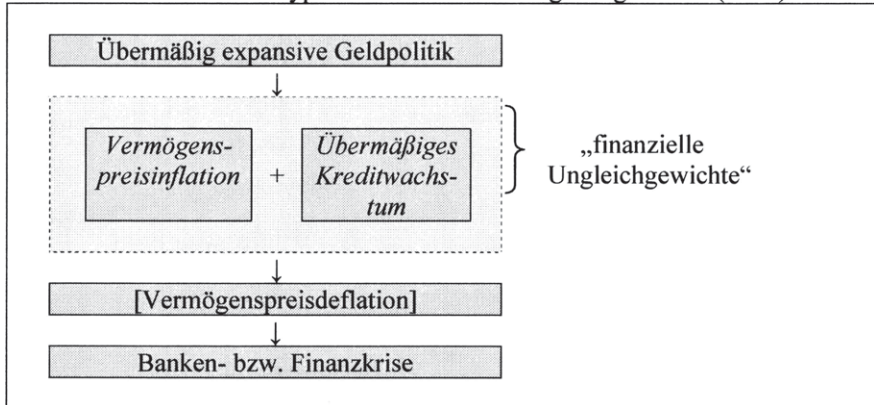 Übermäßig expansive Geldpolitik
↓
Vermögens-
preisinflation
+
Übermäßiges
Kreditwachs-
tum
„finanzielle
Ungleichgewichte“
↓
[Vermögenspreisdeflation]
↓
Banken- bzw. Finanzkrise